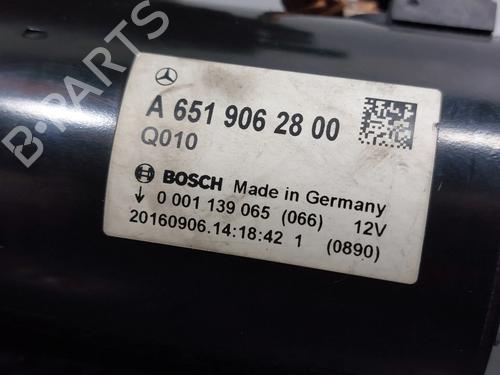 A 651 906 28 00
Q010
BOSCH Made in Germany
↓ 0 001 139 065 (066) 12V
20160906.14:18:42 1 (0890)
B-PARTS